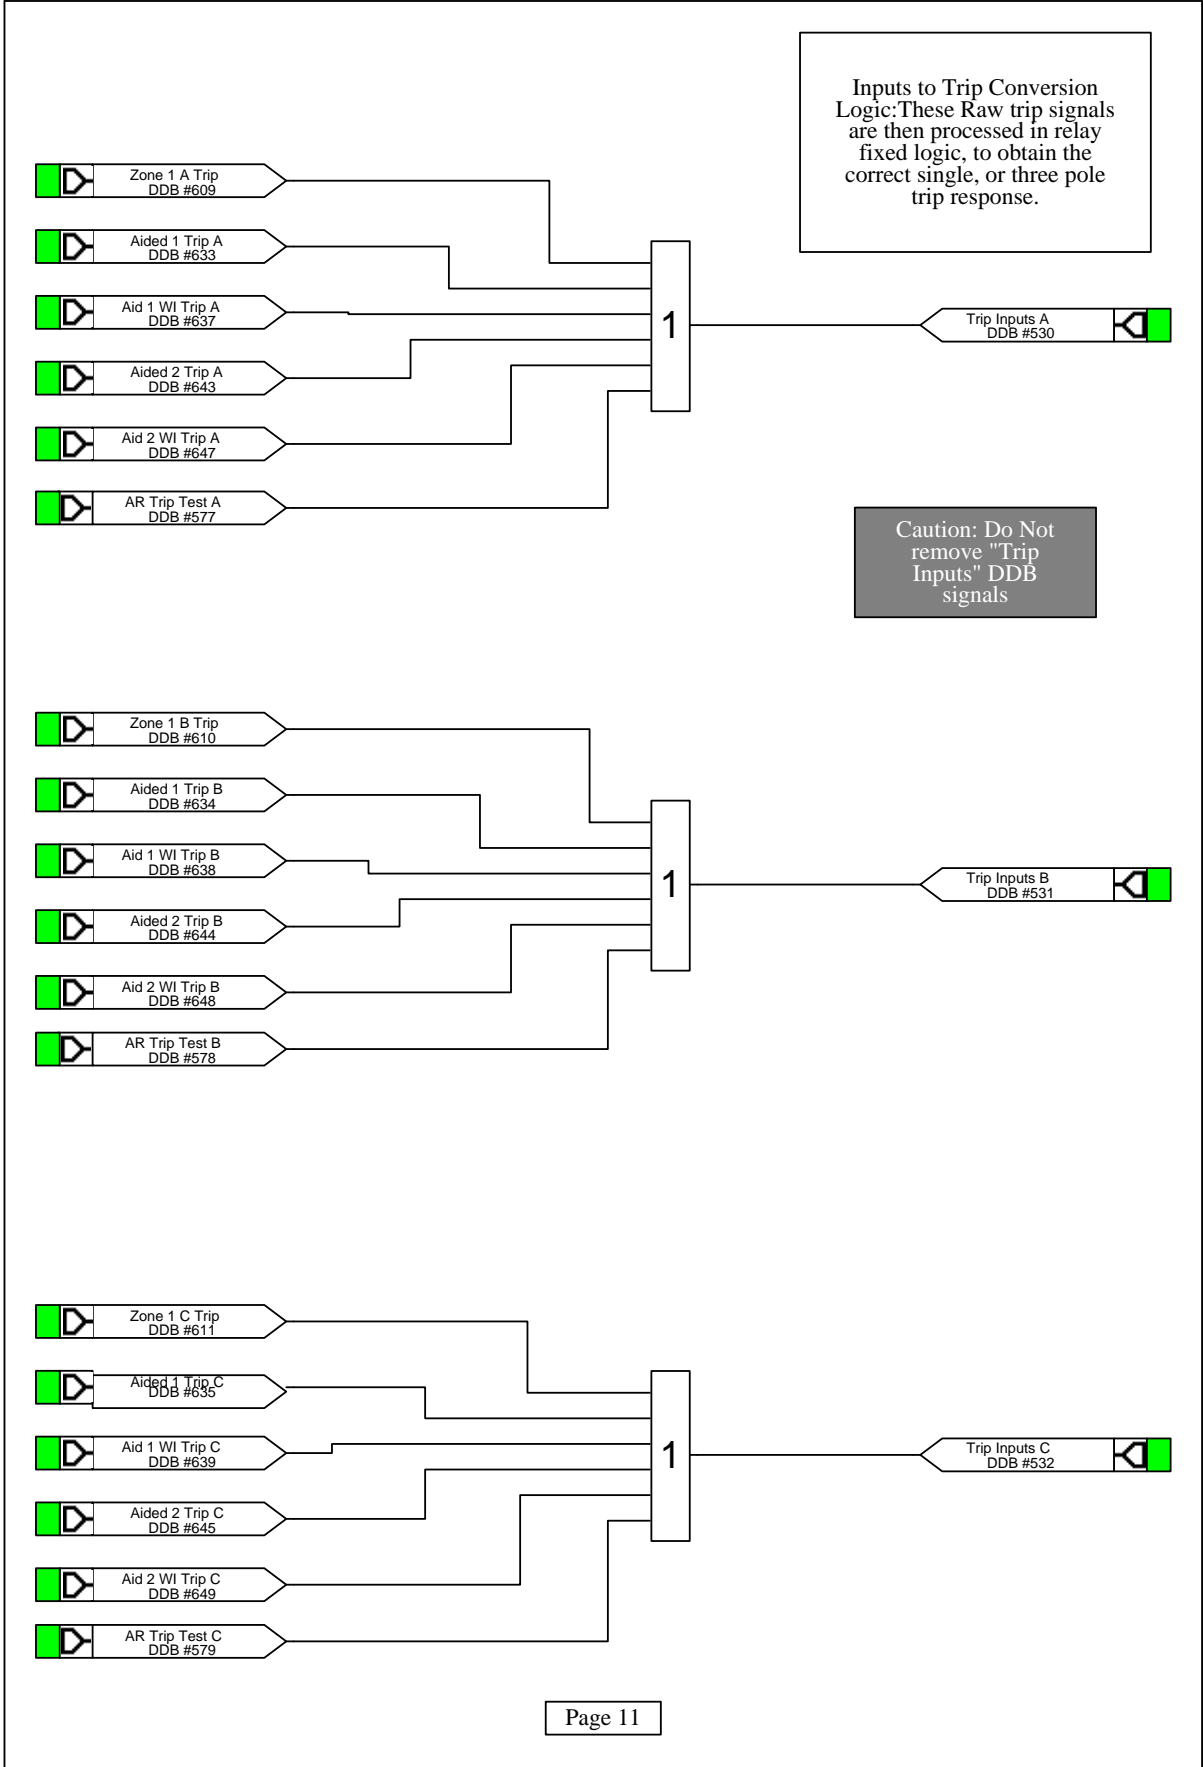 Inputs to Trip Conversion
Logic:These Raw trip signals
are then processed in relay
fixed logic, to obtain the
correct single, or three pole
trip response.
Zone 1 A Trip
DDB #609
Aided 1 Trip A
DDB #633
Aid 1 WI Trip A
DDB #637
Aided 2 Trip A
DDB #643
Aid 2 WI Trip A
DDB #647
AR Trip Test A
DDB #577
1
Trip Inputs A
DDB #530
Caution: Do Not
remove "Trip
Inputs" DDB
signals
Zone 1 B Trip
DDB #610
Aided 1 Trip B
DDB #634
Aid 1 WI Trip B
DDB #638
Aided 2 Trip B
DDB #644
Aid 2 WI Trip B
DDB #648
AR Trip Test B
DDB #578
1
Trip Inputs B
DDB #531
Zone 1 C Trip
DDB #611
Aided 1 Trip C
DDB #635
Aid 1 WI Trip C
DDB #639
Aided 2 Trip C
DDB #645
Aid 2 WI Trip C
DDB #649
AR Trip Test C
DDB #579
1
Trip Inputs C
DDB #532
Page 11